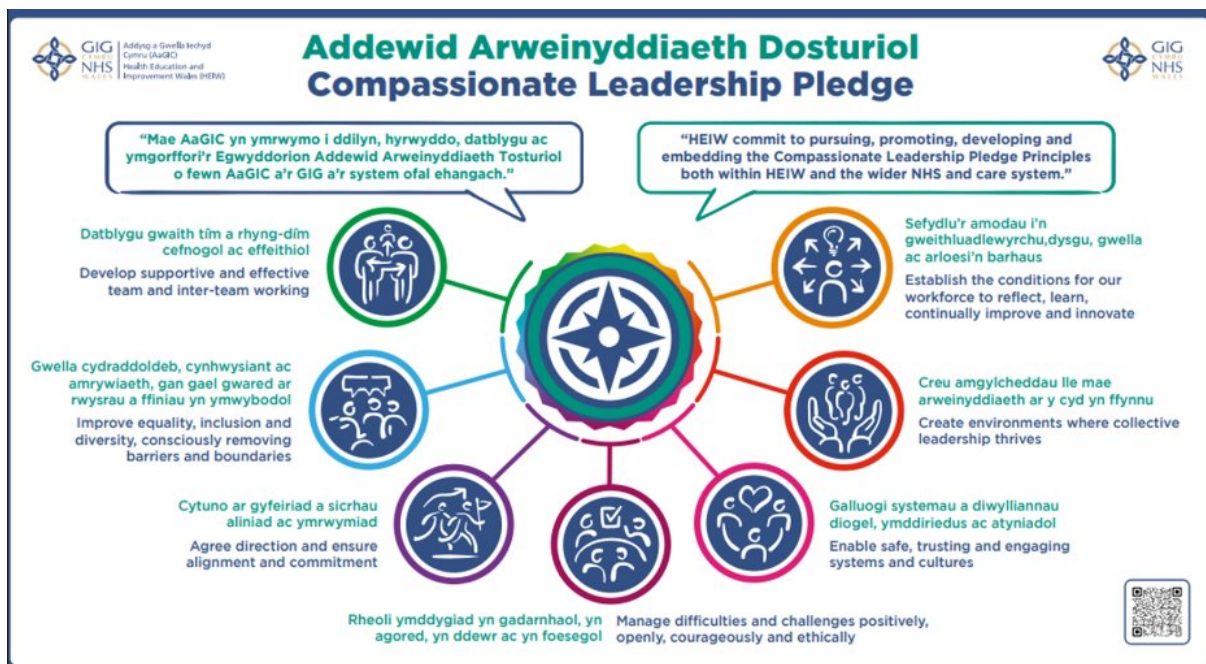 GIG
CYMRU
NHS
WALES
Addysg a Gwella Iechyd
Cymru (AaGIC)
Health Education and
Improvement Wales (HEIW)
Addewid Arweinyddiaeth Dosturiol
Compassionate Leadership Pledge
GIG
CYMRU
NHS
WALES
“Mae AaGIC yn ymrwymo i ddilyn, hyrwyddo, datblygu ac
ymgorffori'r Egwyddorion Addewid Arweinyddiaeth Tosturiol
o fewn AaGIC a'r GIG a'r system ofal ehangach.”
“HEIW commit to pursuing, promoting, developing and
embedding the Compassionate Leadership Pledge Principles
both within HEIW and the wider NHS and care system.”
Datblygu gwaith tîm a rhyng-dîm
cefnogol ac effeithiol
Develop supportive and effective
team and inter-team working
Sefydlu'r amodau i'n
gweithluadlewyrchu,dysgu, gwella
ac arloesi'n barhaus
Establish the conditions for our
workforce to reflect, learn,
continually improve and innovate
Gwella cydraddoldeb, cynhwysiant ac
amrywiaeth, gan gael gwared ar
rwysrau a ffiniau yn ymwybodol
Improve equality, inclusion and
diversity, consciously removing
barriers and boundaries
Creu amgylcheddau lle mae
arweinyddiaeth ar y cyd yn ffynnu
Create environments where collective
leadership thrives
Cytuno ar gyfeiriad a sicrhau
aliniad ac ymrwymiad
Agree direction and ensure
alignment and commitment
Galluogi systemau a diwylliannau
diogel, ymddiriedus ac atyniadol
Enable safe, trusting and engaging
systems and cultures
Rheoli ymddygiad yn gadarnhaol, yn
agored, yn ddewr ac yn foesegol
Manage difficulties and challenges positively,
openly, courageously and ethically